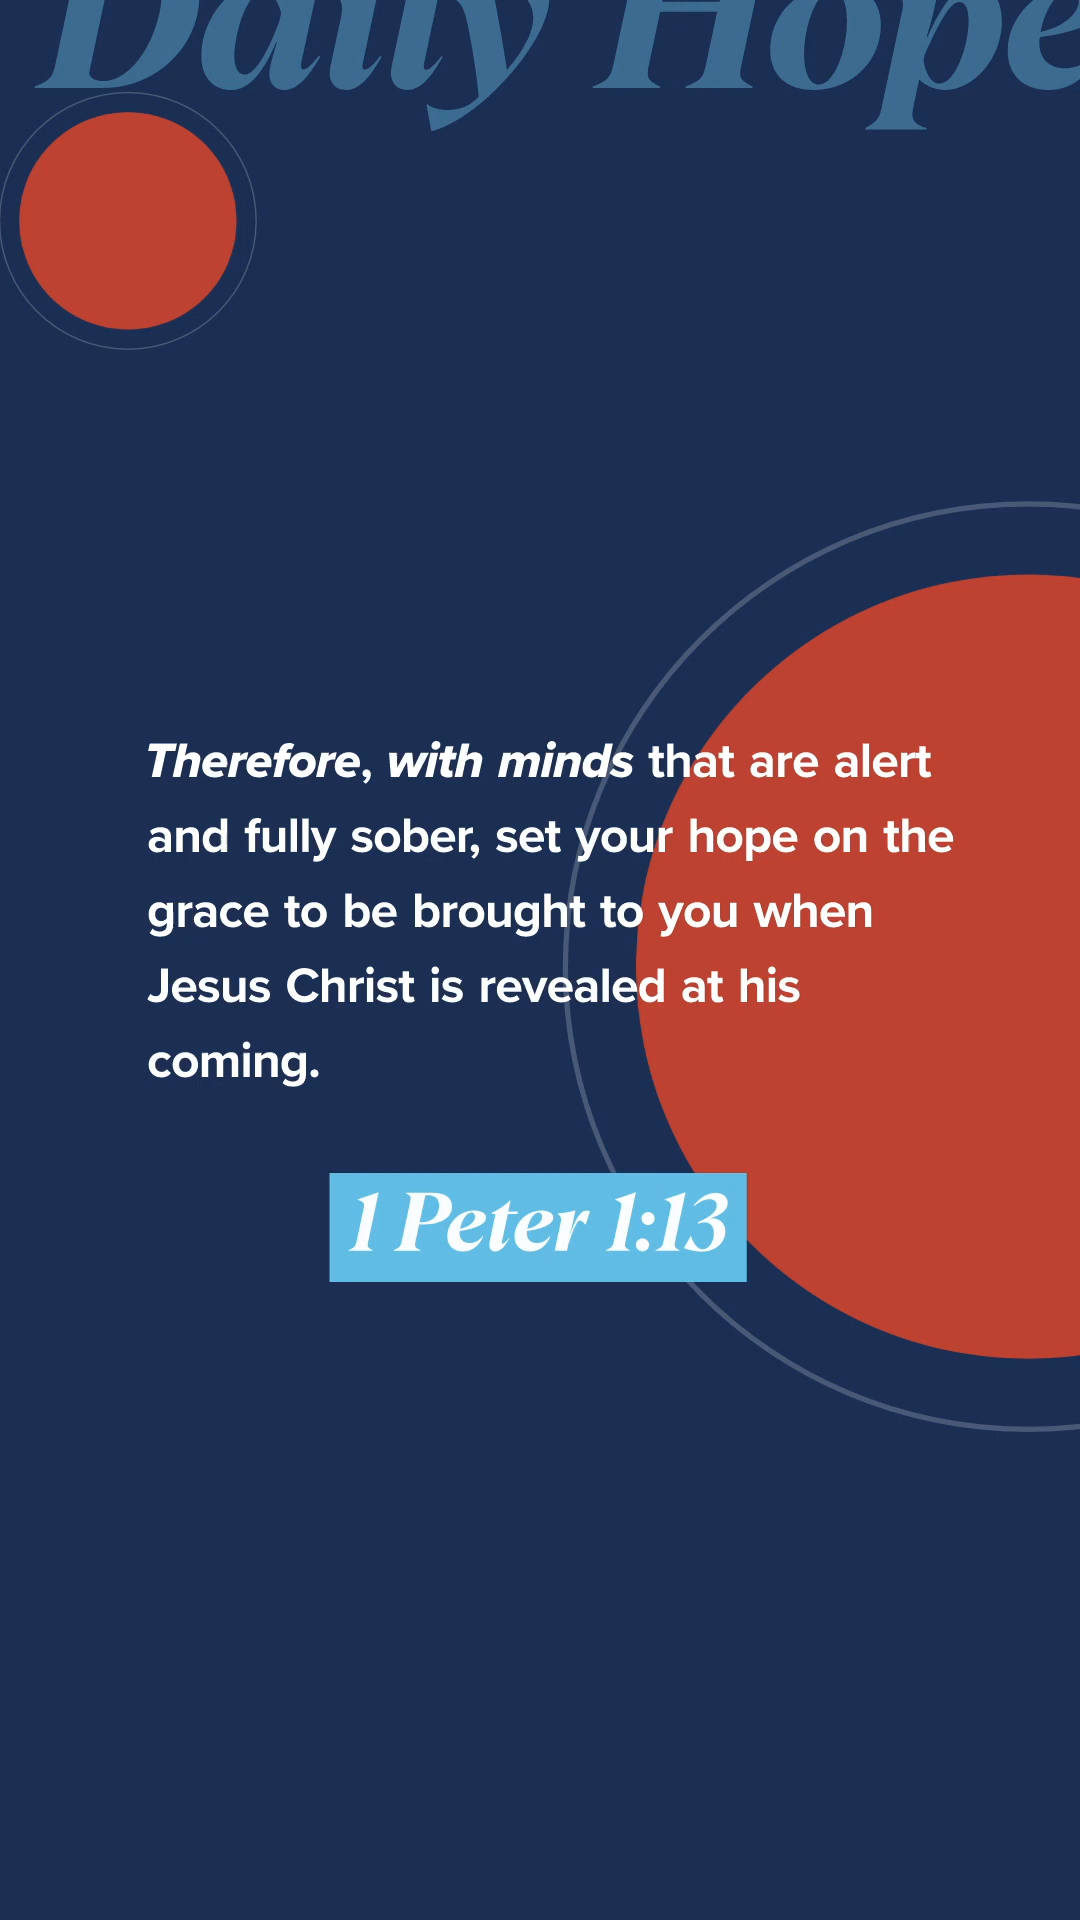 Daily Hope
Therefore, with minds that are alert
and fully sober, set your hope on the
grace to be brought to you when
Jesus Christ is revealed at his
coming.
1 Peter 1:13